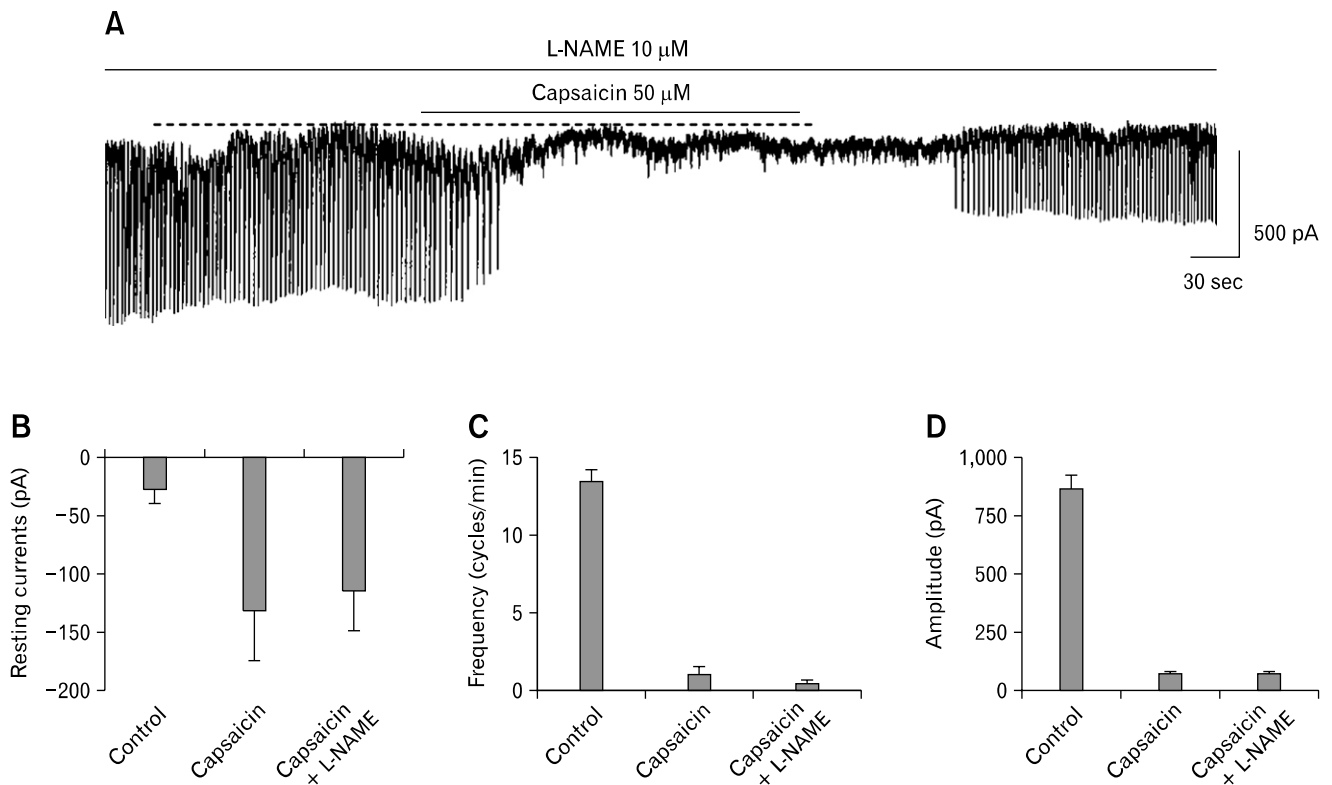 A
L-NAME 10 μM
Capsaicin 50 μM
500 pA
30 sec
B
Resting currents (pA)
0
−50
−100
−150
−200
Control
Capsaicin
Capsaicin
+ L-NAME
C
Frequency (cycles/min)
15
10
5
0
Control
Capsaicin
Capsaicin
+ L-NAME
D
Amplitude (pA)
1,000
750
500
250
0
Control
Capsaicin
Capsaicin
+ L-NAME